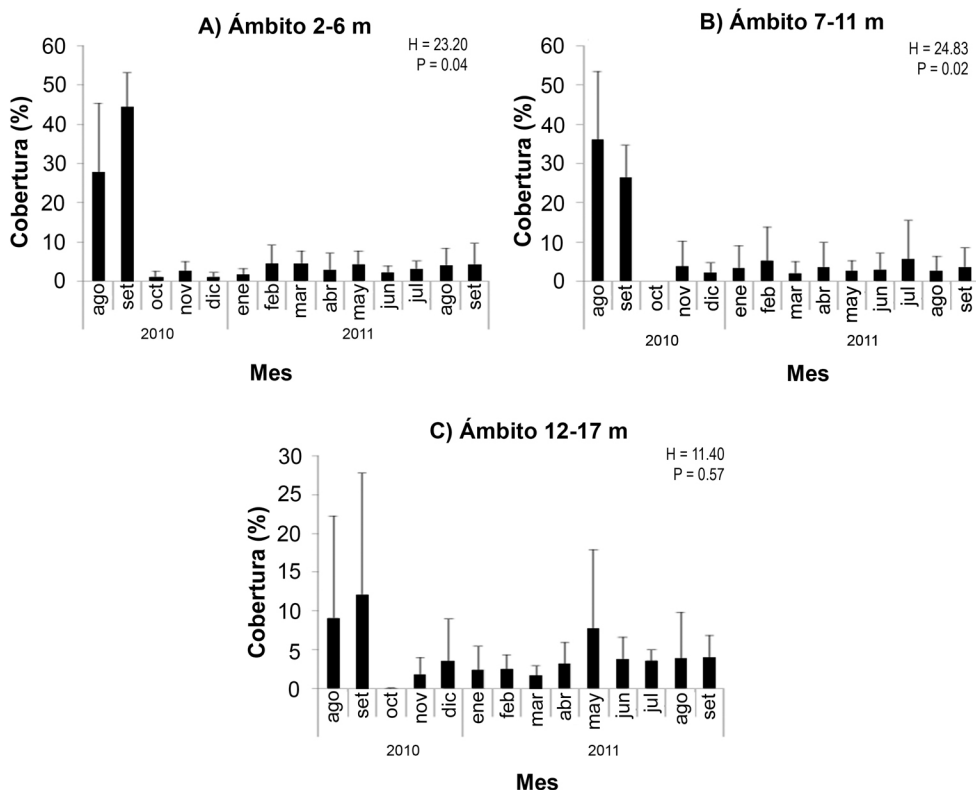 A) Ámbito 2-6 m
H = 23.20
P = 0.04
Cobertura (%)
60
50
40
30
20
10
0
ago set oct nov dic ene feb mar abr may jun jul ago set
2010 2011
Mes
B) Ámbito 7-11 m
H = 24.83
P = 0.02
Cobertura (%)
60
50
40
30
20
10
0
ago set oct nov dic ene feb mar abr may jun jul ago set
2010 2011
Mes
C) Ámbito 12-17 m
H = 11.40
P = 0.57
Cobertura (%)
30
25
20
15
10
5
0
ago set oct nov dic ene feb mar abr may jun jul ago set
2010 2011
Mes